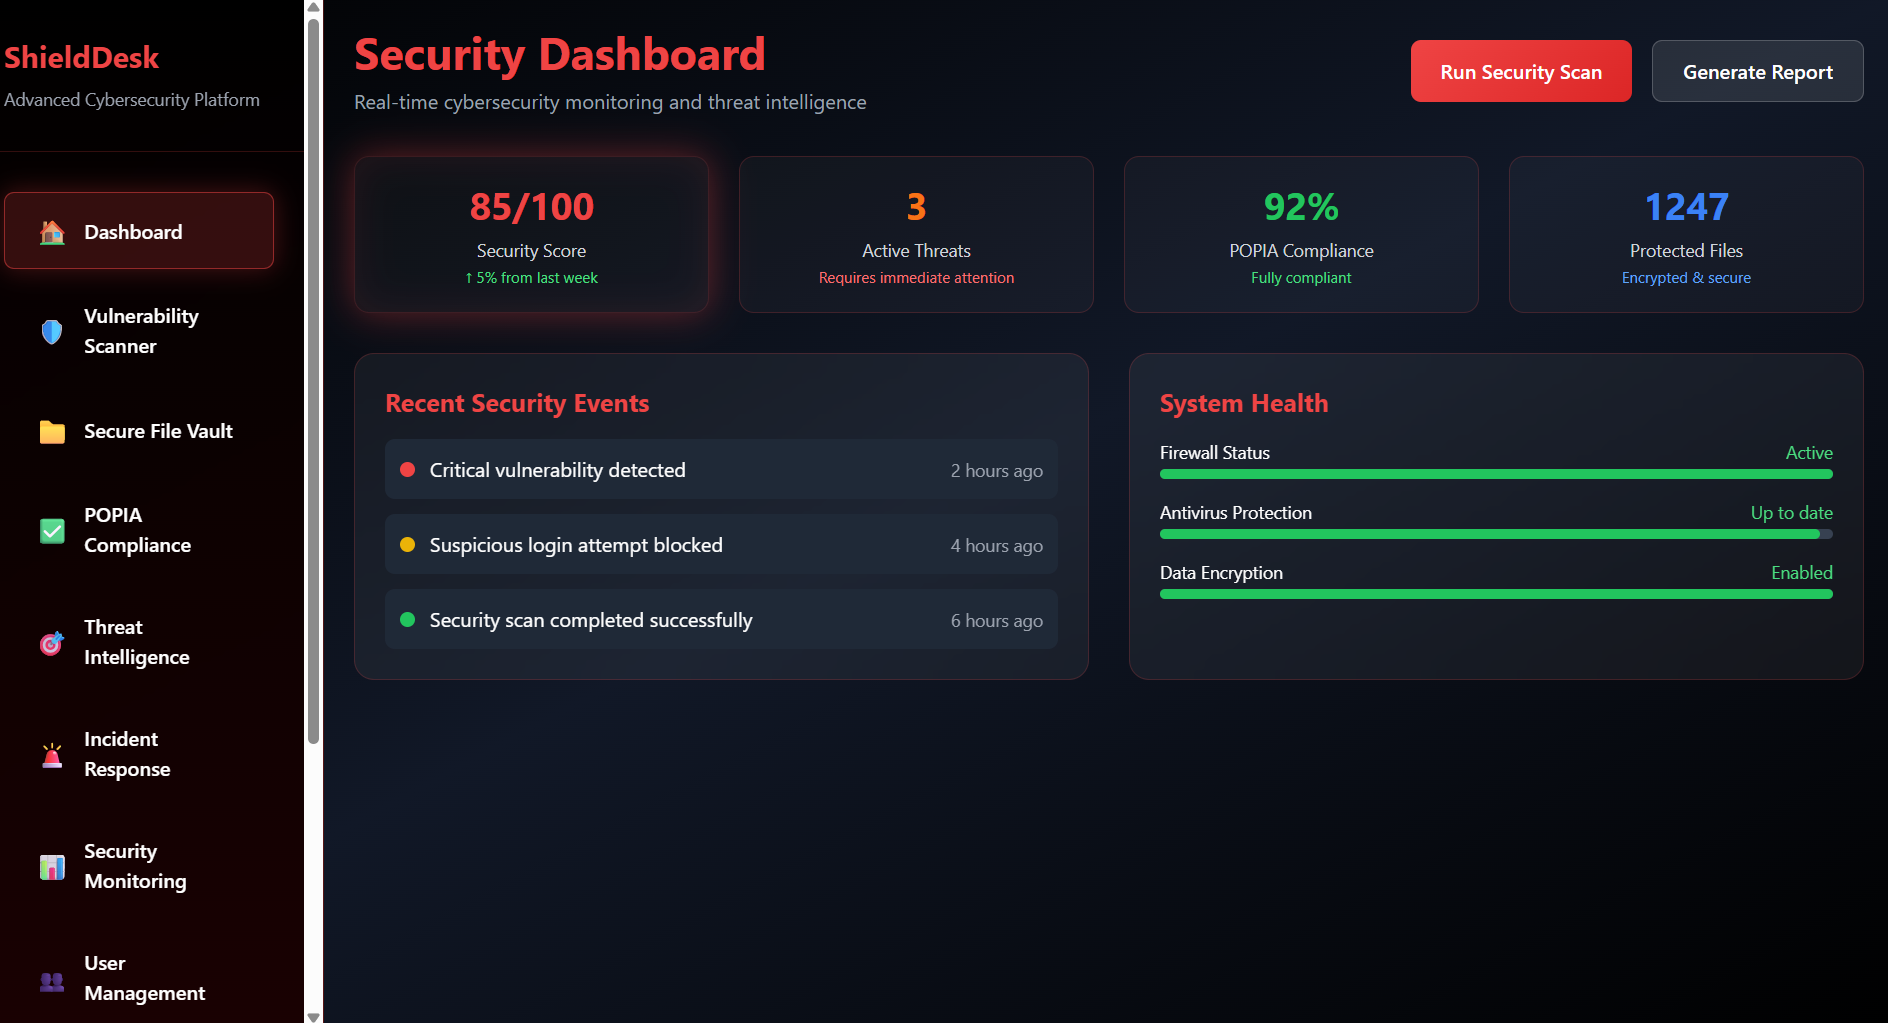 ShieldDesk
Advanced Cybersecurity Platform
Dashboard
Vulnerability
Scanner
Secure File Vault
POPIA
Compliance
Threat
Intelligence
Incident
Response
Security
Monitoring
User
Management
Security Dashboard
Real-time cybersecurity monitoring and threat intelligence
Run Security Scan
Generate Report
85/100
Security Score
↑ 5% from last week
3
Active Threats
Requires immediate attention
92%
POPIA Compliance
Fully compliant
1247
Protected Files
Encrypted & secure
Recent Security Events
Critical vulnerability detected 2 hours ago
Suspicious login attempt blocked 4 hours ago
Security scan completed successfully 6 hours ago
System Health
Firewall Status Active
Antivirus Protection Up to date
Data Encryption Enabled